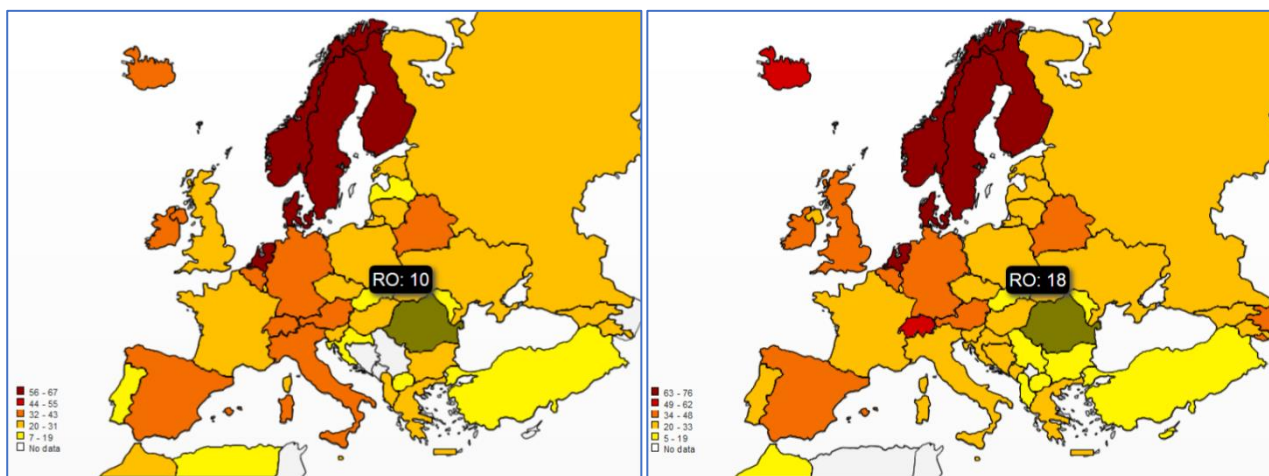 RO: 10
56 - 67
44 - 55
32 - 43
20 - 31
7 - 19
No data
RO: 18
63 - 76
49 - 62
34 - 48
20 - 33
5 - 19
No data